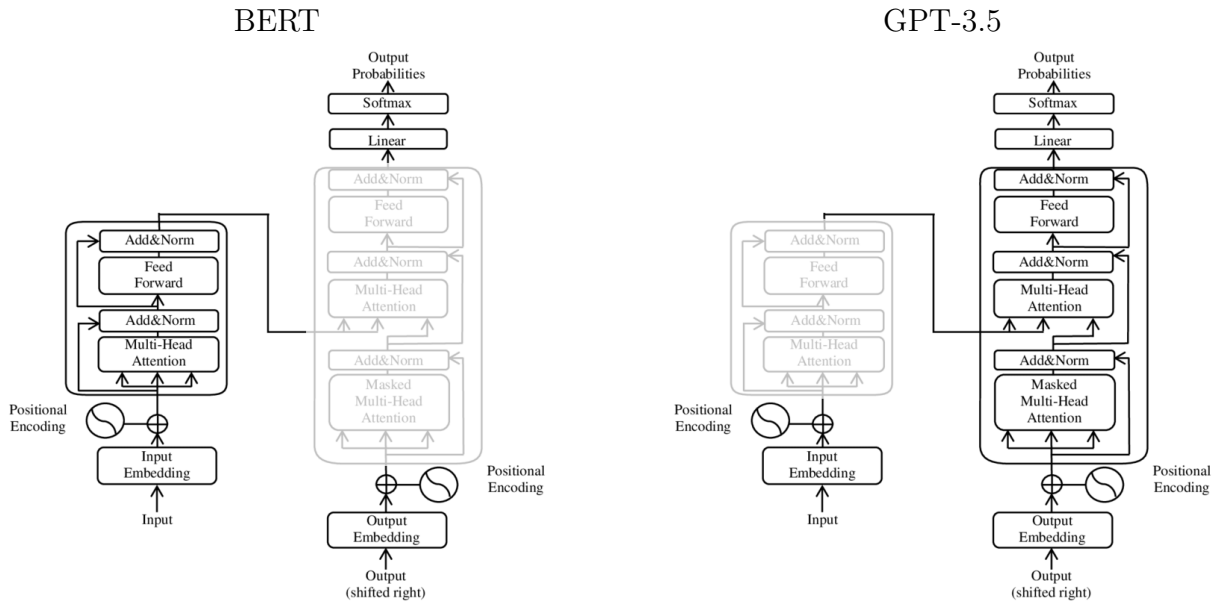 BERT
Output
Probabilities
Softmax
Linear
Add&Norm
Feed
Forward
Add&Norm
Multi-Head
Attention
Add&Norm
Masked
Multi-Head
Attention
Positional
Encoding
Output
Embedding
Output
(shifted right)
Add&Norm
Feed
Forward
Add&Norm
Multi-Head
Attention
Positional
Encoding
Input
Embedding
Input
GPT-3.5
Output
Probabilities
Softmax
Linear
Add&Norm
Feed
Forward
Add&Norm
Multi-Head
Attention
Add&Norm
Masked
Multi-Head
Attention
Positional
Encoding
Output
Embedding
Output
(shifted right)
Add&Norm
Feed
Forward
Add&Norm
Multi-Head
Attention
Positional
Encoding
Input
Embedding
Input